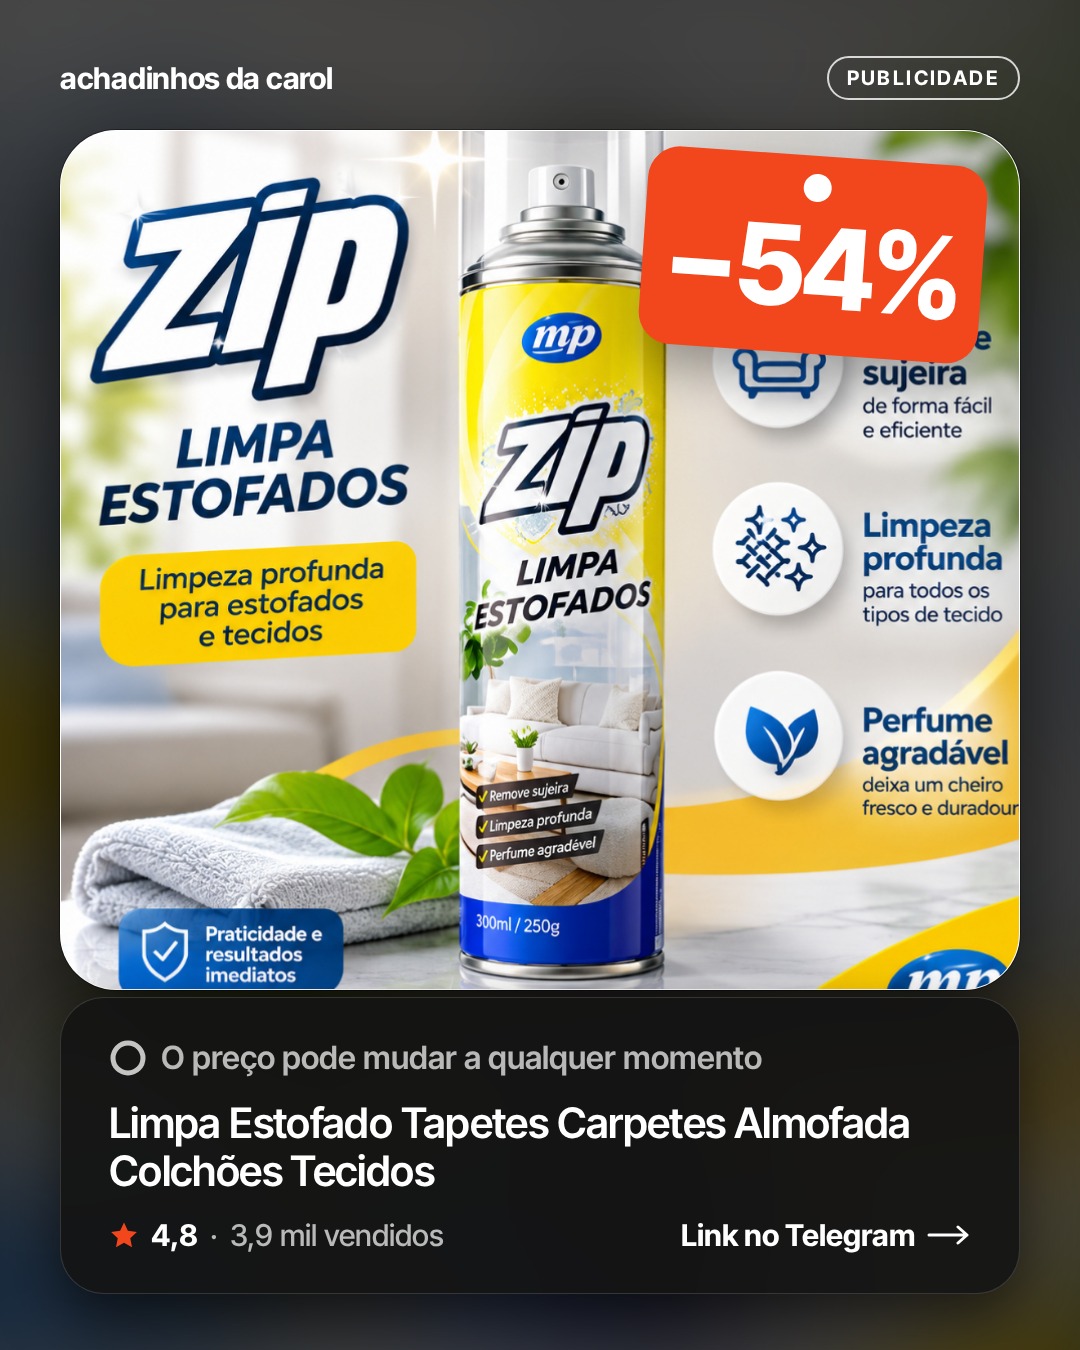 achadinhos da carol
PUBLICIDADE
Zip
LIMPA
ESTOFADOS
Limpeza profunda
para estofados
e tecidos
Praticidade e
resultados
imediatos
mp
Zip
LIMPA
ESTOFADOS
✓Remove sujeira
✓Limpeza profunda
✓Perfume agradável
300ml / 250g
–54%
sujeira
de forma fácil
e eficiente
Limpeza
profunda
para todos os
tipos de tecido
Perfume
agradável
deixa um cheiro
fresco e duradour
mp
O preço pode mudar a qualquer momento
Limpa Estofado Tapetes Carpetes Almofada
Colchões Tecidos
4,8 · 3,9 mil vendidos
Link no Telegram →